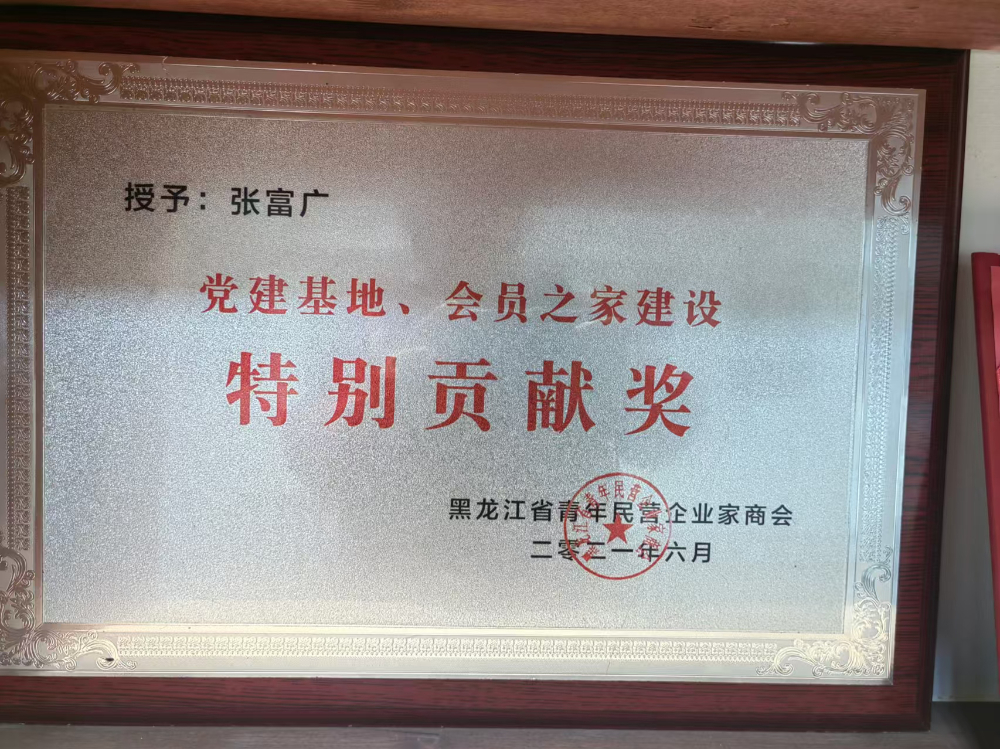 授予：张富广
党建基地、会员之家建设
特别贡献奖
黑龙江省青年民营企业家商会
二零二一年六月